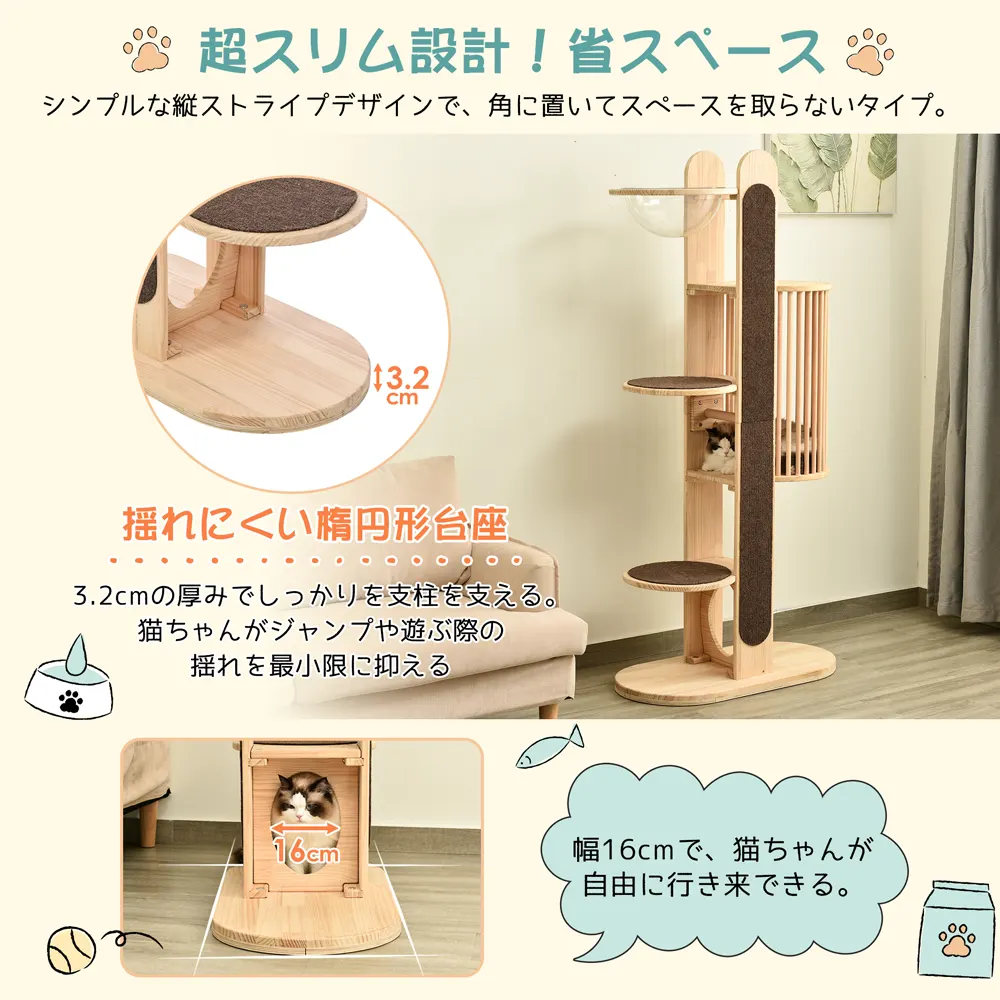 超スリム設計！省スペース
シンプルな縦ストライプデザインで、角に置いてスペースを取らないタイプ。
3.2
cm
揺れにくい楕円形台座
3.2cmの厚みでしっかりを支柱を支える。
猫ちゃんがジャンプや遊ぶ際の
揺れを最小限に抑える
16cm
幅16cmで、猫ちゃんが
自由に行き来できる。